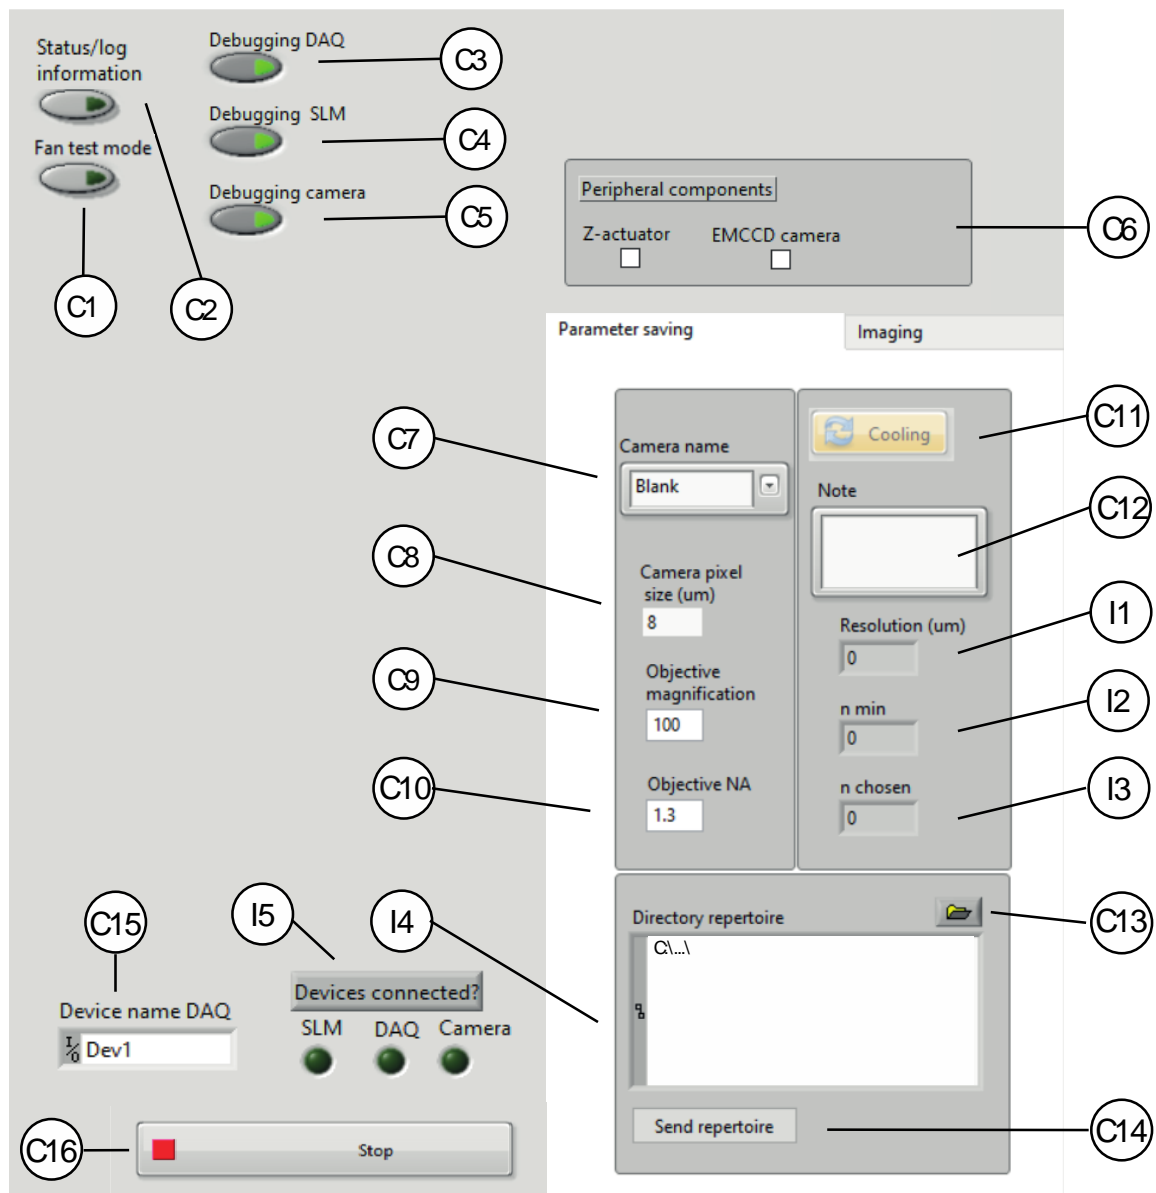 Status/log
information
Fan test mode
Debugging DAQ
Debugging SLM
Debugging camera
C3
C4
C5
C1
C2
Peripheral components
Z-actuator
EMCCD camera
C6
Parameter saving
Imaging
C7
Camera name
Blank
C8
Camera pixel
size (um)
8
C9
Objective
magnification
100
C10
Objective NA
1.3
Cooling
C11
Note
C12
Resolution (um)
0
I1
n min
0
I2
n chosen
0
I3
C15
Device name DAQ
I/0
Dev1
I5
Devices connected?
SLM
DAQ
Camera
I4
Directory repertoire
C:\...\
C13
Send repertoire
C14
C16
Stop